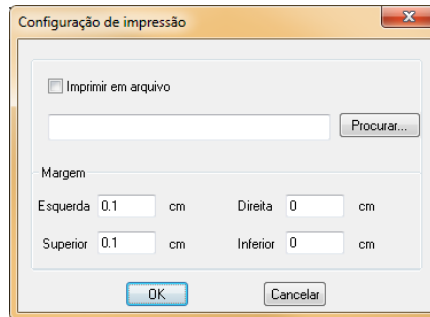 Configuração de impressão
Imprimir em arquivo
Procurar...
Margem
Esquerda 0.1 cm Direita 0 cm
Superior 0.1 cm Inferior 0 cm
OK Cancelar